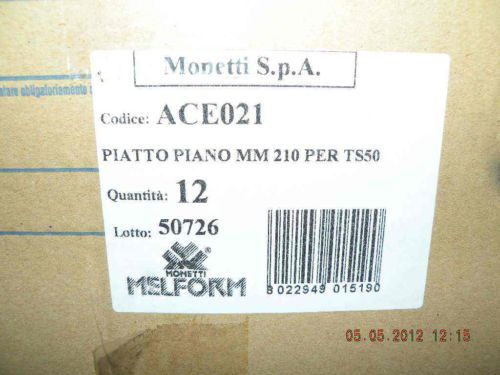 Monetti S.p.A.
obligatoriamente
Codice: ACE021
PIATTO PIANO MM 210 PER TS50
Quantità: 12
Lotto: 50726
®
MONETTI
MELFORM
8 022949 015190
05.05.2012 12:15